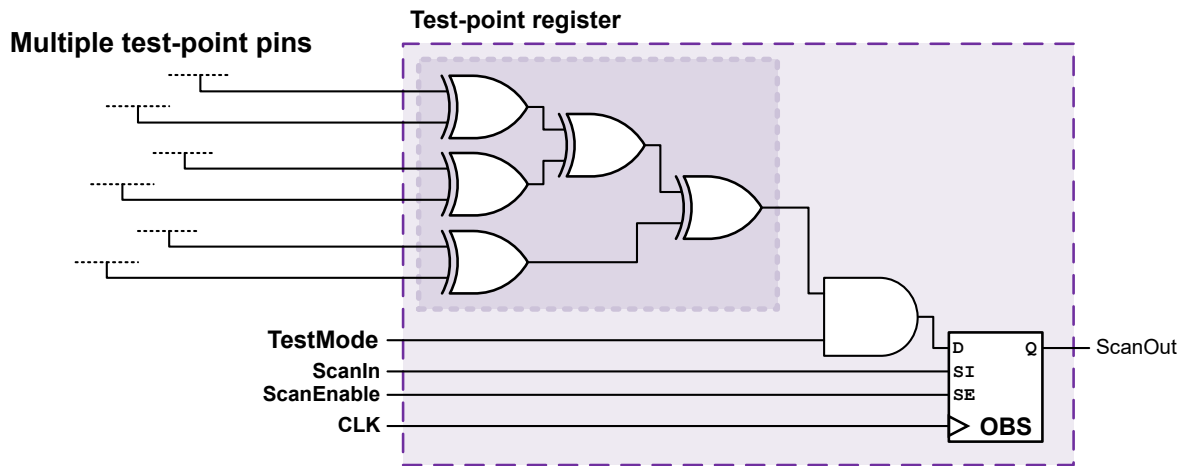 Test-point register
Multiple test-point pins
TestMode
D Q
ScanOut
ScanIn
SI
ScanEnable
SE
CLK
OBS